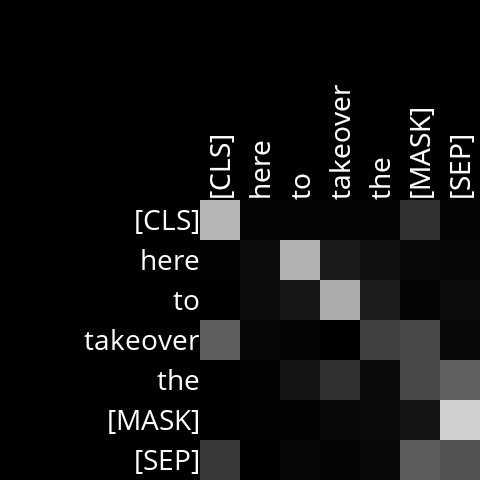 [CLS]
here
to
takeover
the
[MASK]
[SEP]
[CLS]
here
to
takeover
the
[MASK]
[SEP]